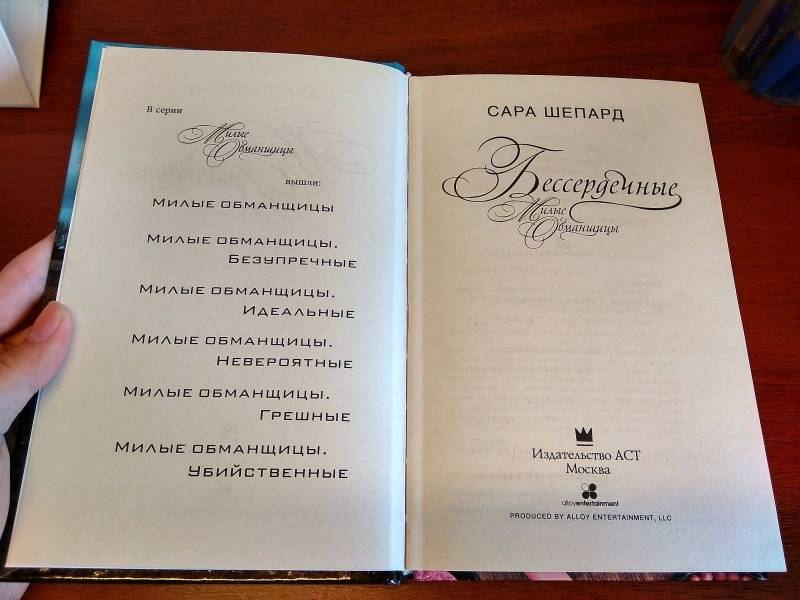 В серии
Милые
Обманщицы
вышли:
Милые обманщицы
Милые обманщицы.
Безупречные
Милые обманщицы.
Идеальные
Милые обманщицы.
Невероятные
Милые обманщицы.
Грешные
Милые обманщицы.
Убийственные
САРА ШЕПАРД
Бессердечные
Милые
Обманщицы
Издательство АСТ
Москва
alloyentertainment
PRODUCED BY ALLOY ENTERTAINMENT, LLC